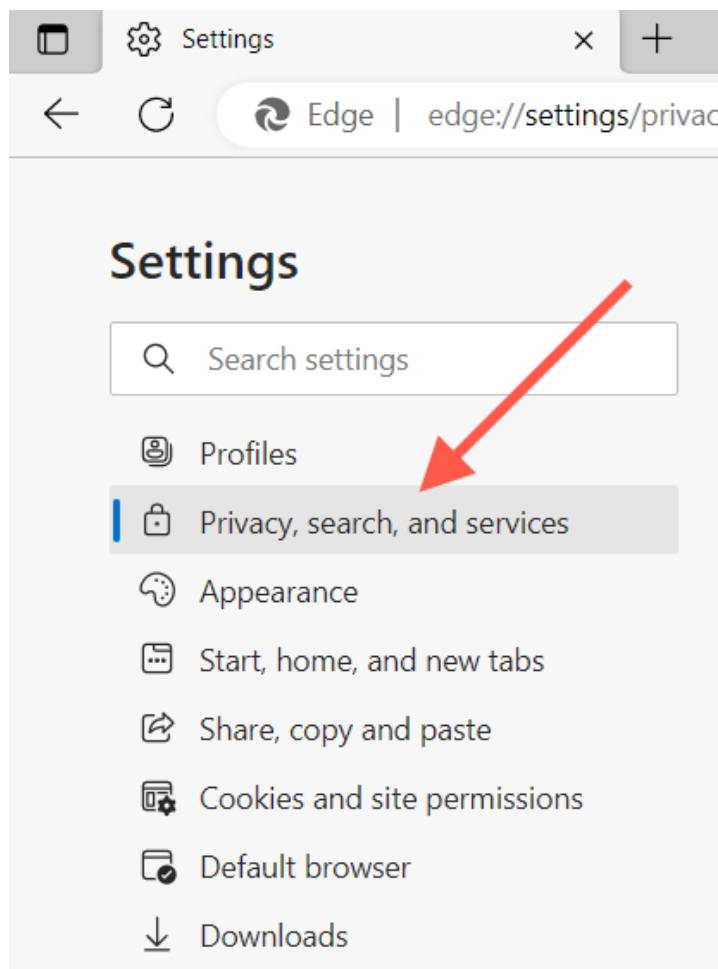 Settings
Edge | edge://settings/privac
Settings
Search settings
Profiles
Privacy, search, and services
Appearance
Start, home, and new tabs
Share, copy and paste
Cookies and site permissions
Default browser
Downloads